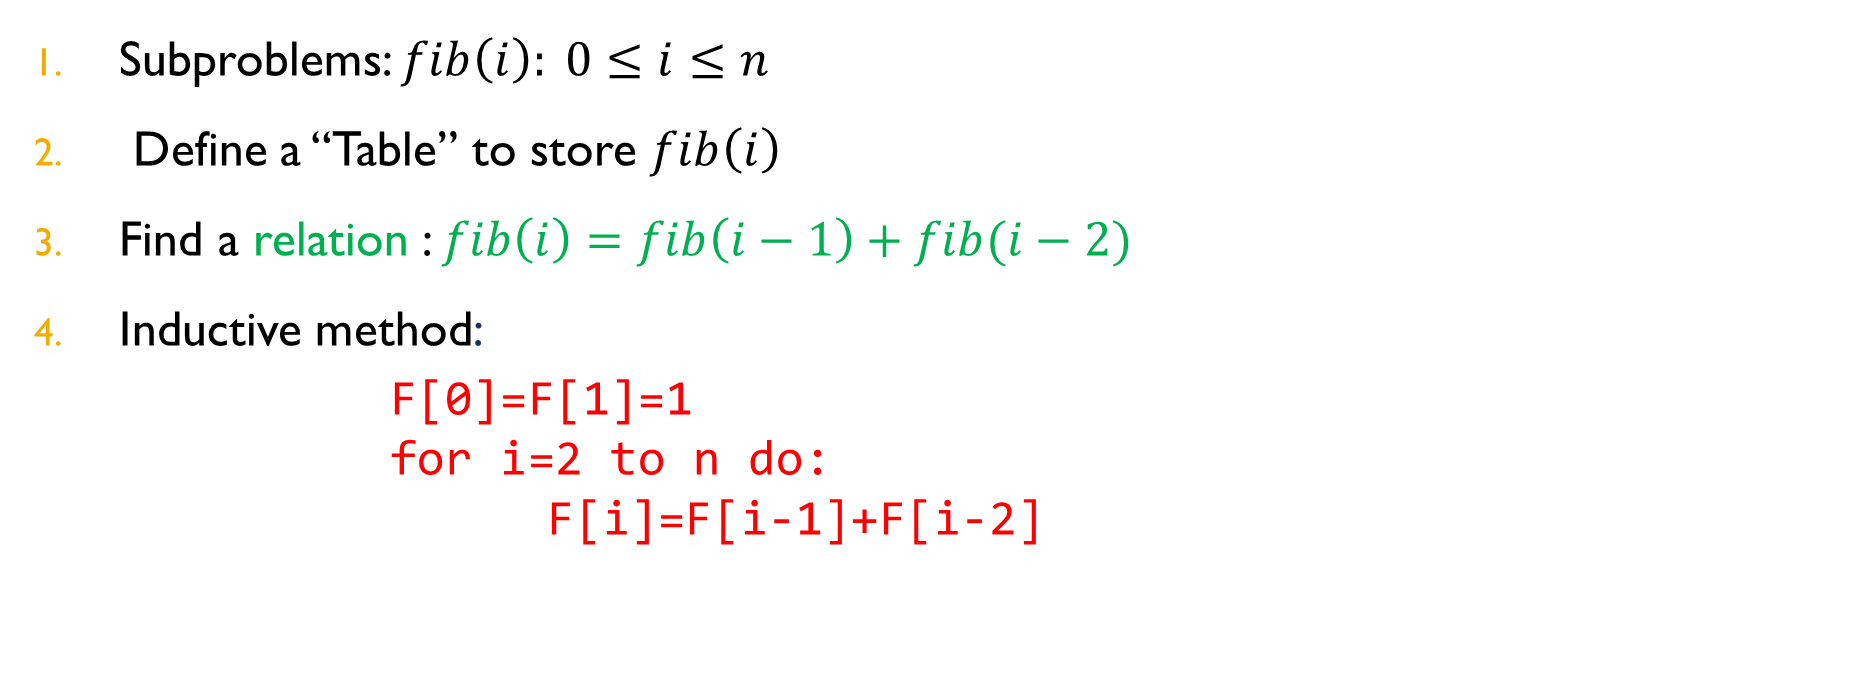 1. Subproblems: 𝑓𝑖𝑏(𝑖): 0 ≤ 𝑖 ≤ 𝑛
2. Define a “Table” to store 𝑓𝑖𝑏(𝑖)
3. Find a relation : 𝑓𝑖𝑏(𝑖) = 𝑓𝑖𝑏(𝑖 − 1) + 𝑓𝑖𝑏(𝑖 − 2)
4. Inductive method:
F[0]=F[1]=1
for i=2 to n do:
F[i]=F[i-1]+F[i-2]